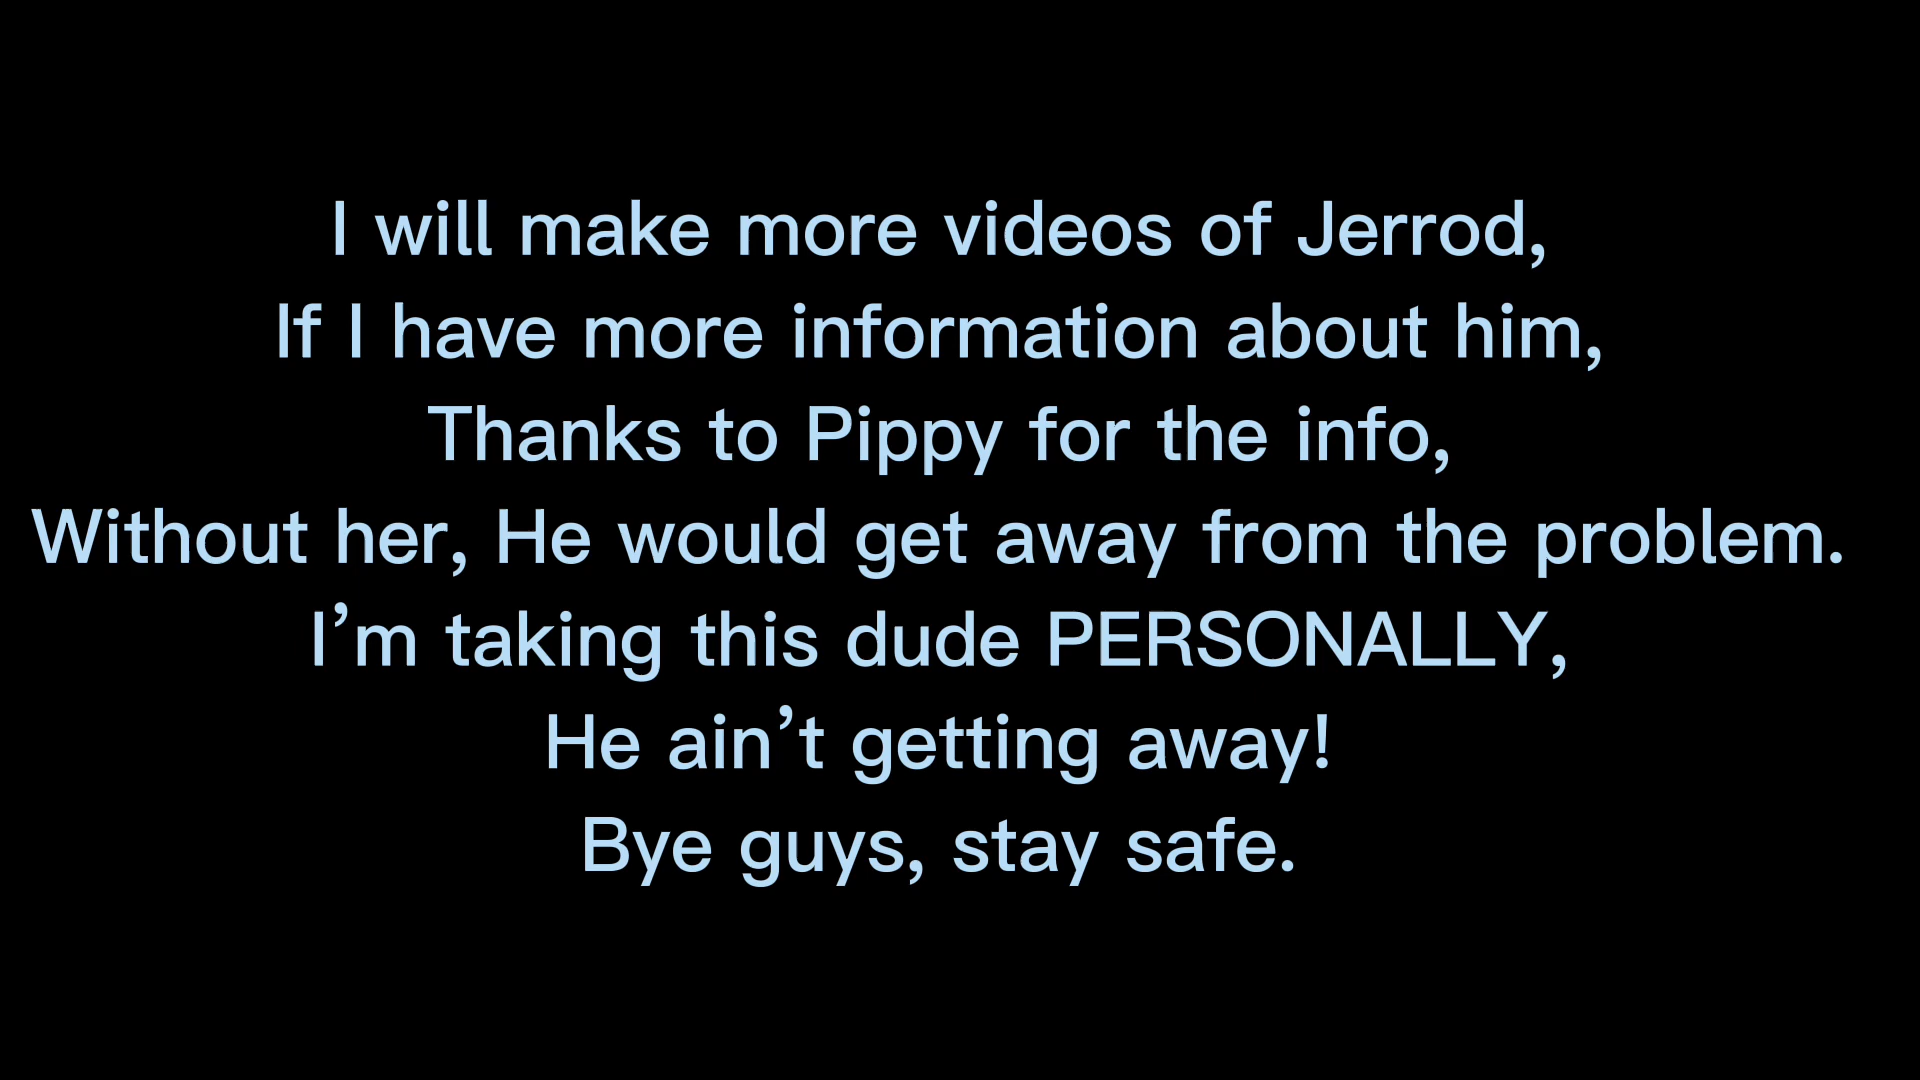 I will make more videos of Jerrod,
If I have more information about him,
Thanks to Pippy for the info,
Without her, He would get away from the problem.
I’m taking this dude PERSONALLY,
He ain’t getting away!
Bye guys, stay safe.